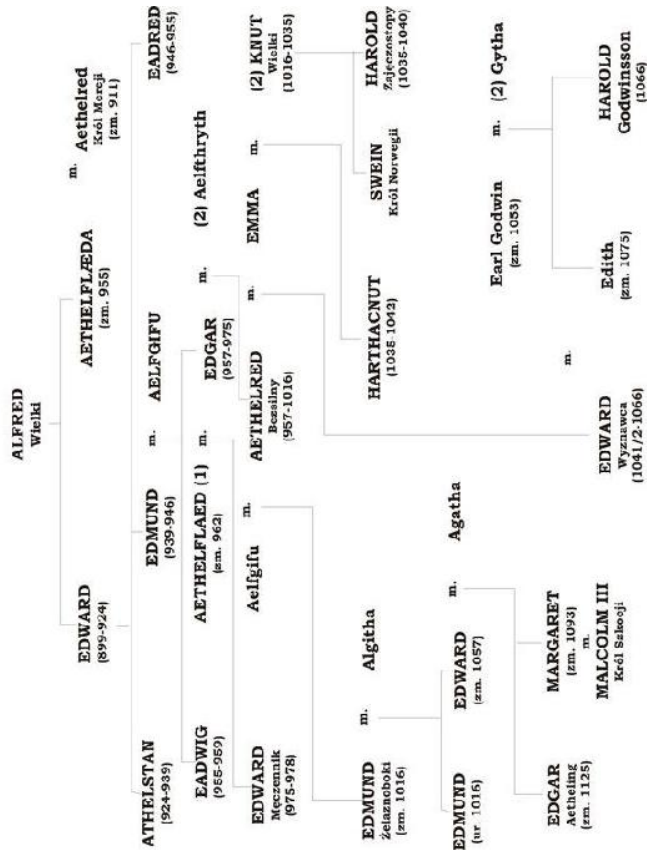 ALFRED
Wielki
EDWARD
(899-924)
AETHELFLÆDA
(zm. 955)
m.
Aethelred
Król Mercji
(zm. 911)
ATHELSTAN
(924-939)
EDMUND
(939-946)
m.
AELFGIFU
EADRED
(946-955)
EADWIG
(955-959)
AETHELFLAED (1)
(zm. 962)
m.
EDGAR
(957-975)
m.
(2) Aelfthryth
EDWARD
Męczennik
(975-978)
Aelfgifu
m.
AETHELRED
Bezsilny
(957-1016)
m.
EMMA
m.
(2) KNUT
Wielki
(1016-1035)
EDMUND
Żelaznoboki
(zm. 1016)
m.
Algitha
HARTHACNUT
(1035-1042)
SWEIN
Król Norwegii
HAROLD
Zajęczostopy
(1035-1040)
EDMUND
(ur 1016)
EDWARD
(zm. 1057)
m.
Agatha
Earl Godwin
(zm. 1053)
m.
(2) Gytha
EDGAR
Aetheling
(zm. 1125)
MARGARET
(zm. 1093)
m.
MALCOLM III
Król Szkocji
EDWARD
Wyznawca
(1041/2-1066)
m.
Edith
(zm. 1075)
HAROLD
Godwinsson
(1066)